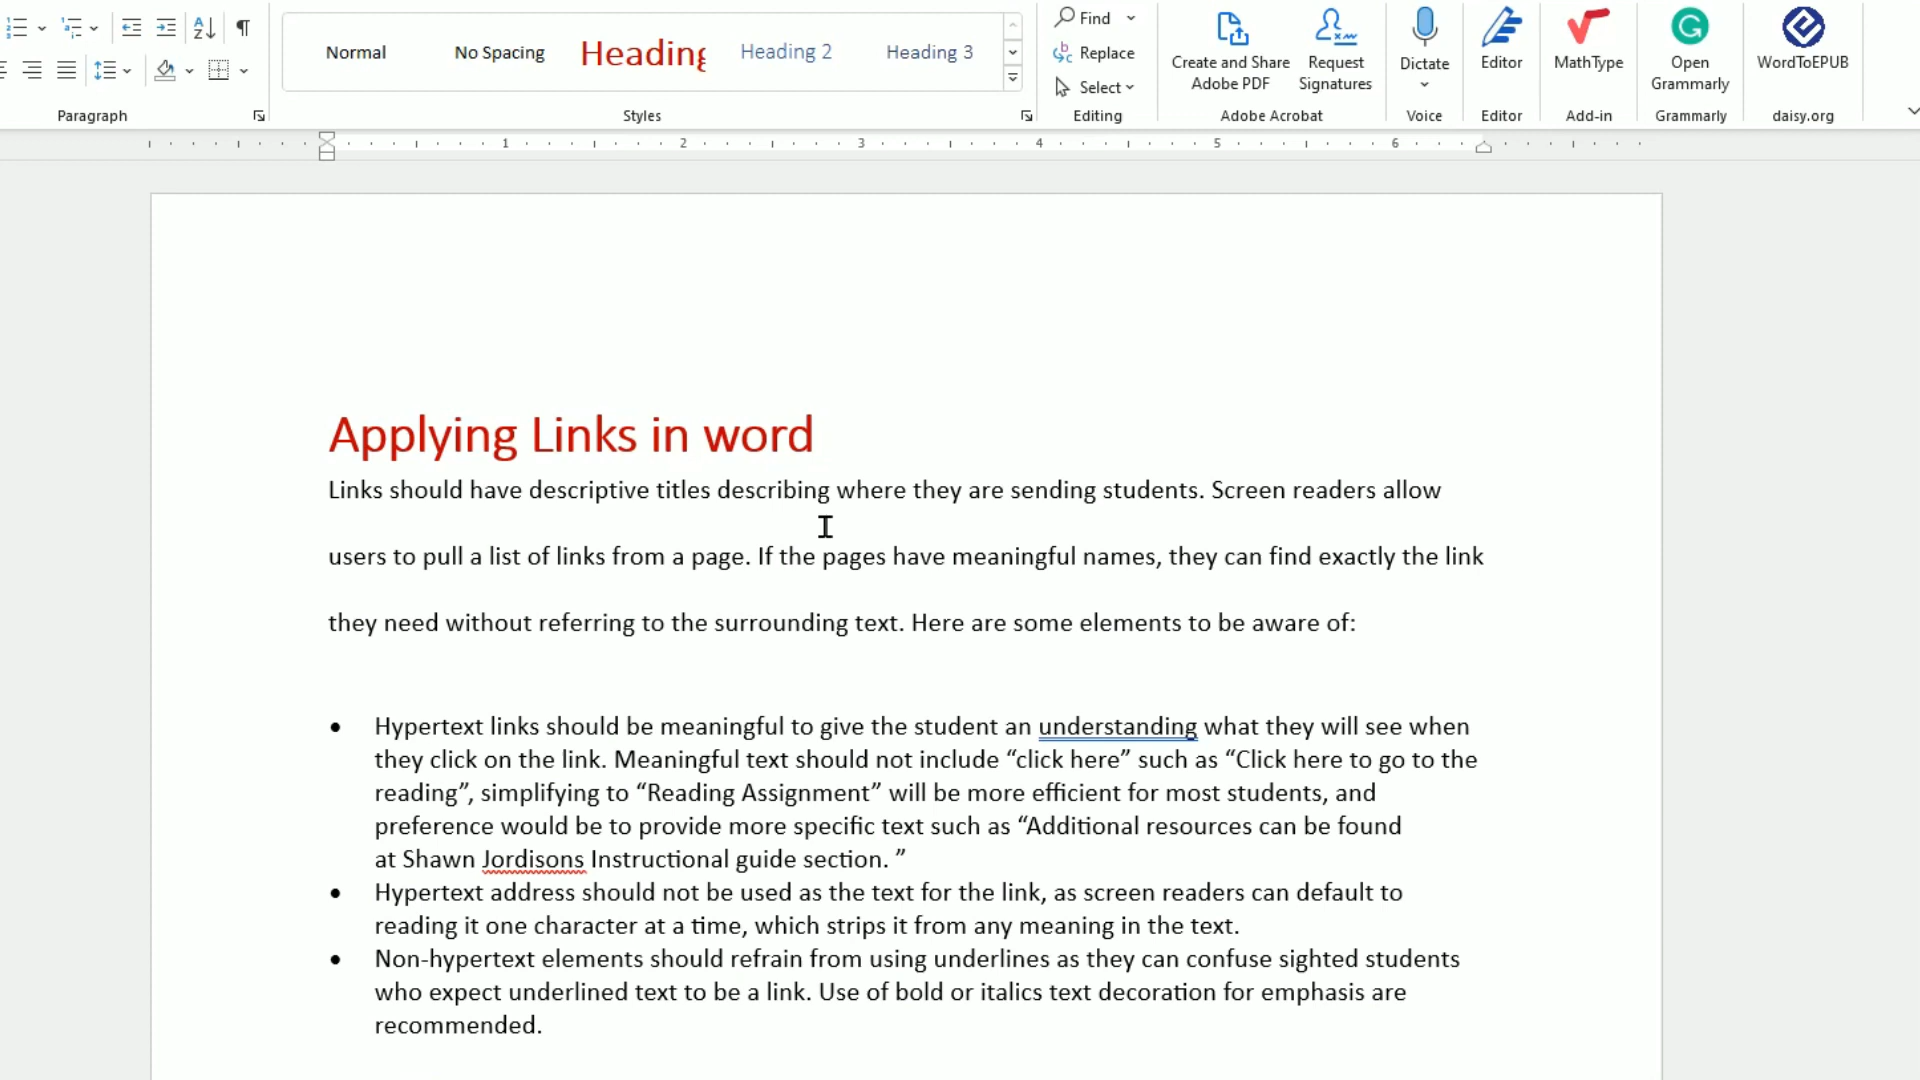 Normal
No Spacing
Heading
Heading 2
Heading 3
Find
Replace
Select
Create and Share
Adobe PDF
Request
Signatures
Dictate
Editor
MathType
Open
Grammarly
WordToEPUB
Paragraph
Styles
Editing
Adobe Acrobat
Voice
Editor
Add-in
Grammarly
daisy.org
1 2 3 4 5 6
Applying Links in word
Links should have descriptive titles describing where they are sending students. Screen readers allow
users to pull a list of links from a page. If the pages have meaningful names, they can find exactly the link
they need without referring to the surrounding text. Here are some elements to be aware of:
• Hypertext links should be meaningful to give the student an understanding what they will see when
they click on the link. Meaningful text should not include “click here” such as “Click here to go to the
reading”, simplifying to “Reading Assignment” will be more efficient for most students, and
preference would be to provide more specific text such as “Additional resources can be found
at Shawn Jordisons Instructional guide section. ”
• Hypertext address should not be used as the text for the link, as screen readers can default to
reading it one character at a time, which strips it from any meaning in the text.
• Non-hypertext elements should refrain from using underlines as they can confuse sighted students
who expect underlined text to be a link. Use of bold or italics text decoration for emphasis are
recommended.